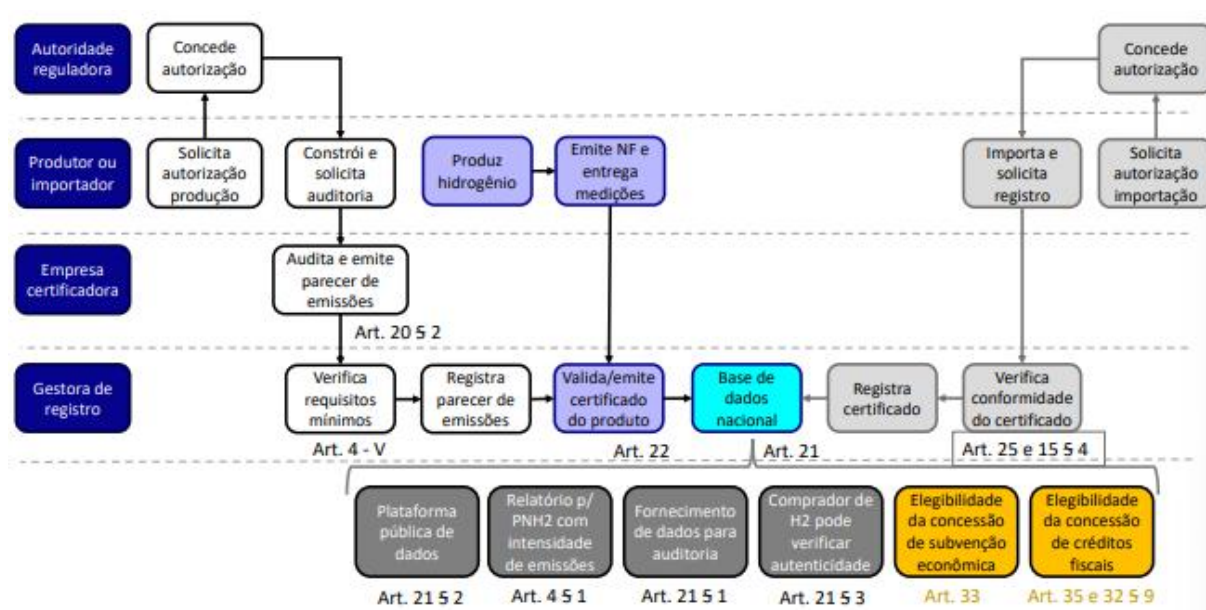 Autoridade
reguladora
Concede
autorização
Concede
autorização
Produtor ou
importador
Solicita
autorização
produção
Constrói e
solicita
auditoria
Produz
hidrogênio
Emite NF e
entrega
medições
Importa e
solicita
registro
Solicita
autorização
importação
Empresa
certificadora
Audita e emite
parecer de
emissões
Art. 20 § 2
Gestora de
registro
Verifica
requisitos
mínimos
Registra
parecer de
emissões
Valida/emite
certificado
do produto
Base de
dados
nacional
Registra
certificado
Verifica
conformidade
do certificado
Art. 4 - V
Art. 22
Art. 21
Art. 25 e 15 § 4
Plataforma
pública de
dados
Relatório p/
PNH2 com
intensidade
de emissões
Fornecimento
de dados para
auditoria
Comprador de
H2 pode
verificar
autenticidade
Elegibilidade
da concessão
de subvenção
econômica
Elegibilidade
da concessão
de créditos
fiscais
Art. 21 § 2
Art. 4 § 1
Art. 21 § 1
Art. 21 § 3
Art. 33
Art. 35 e 32 § 9